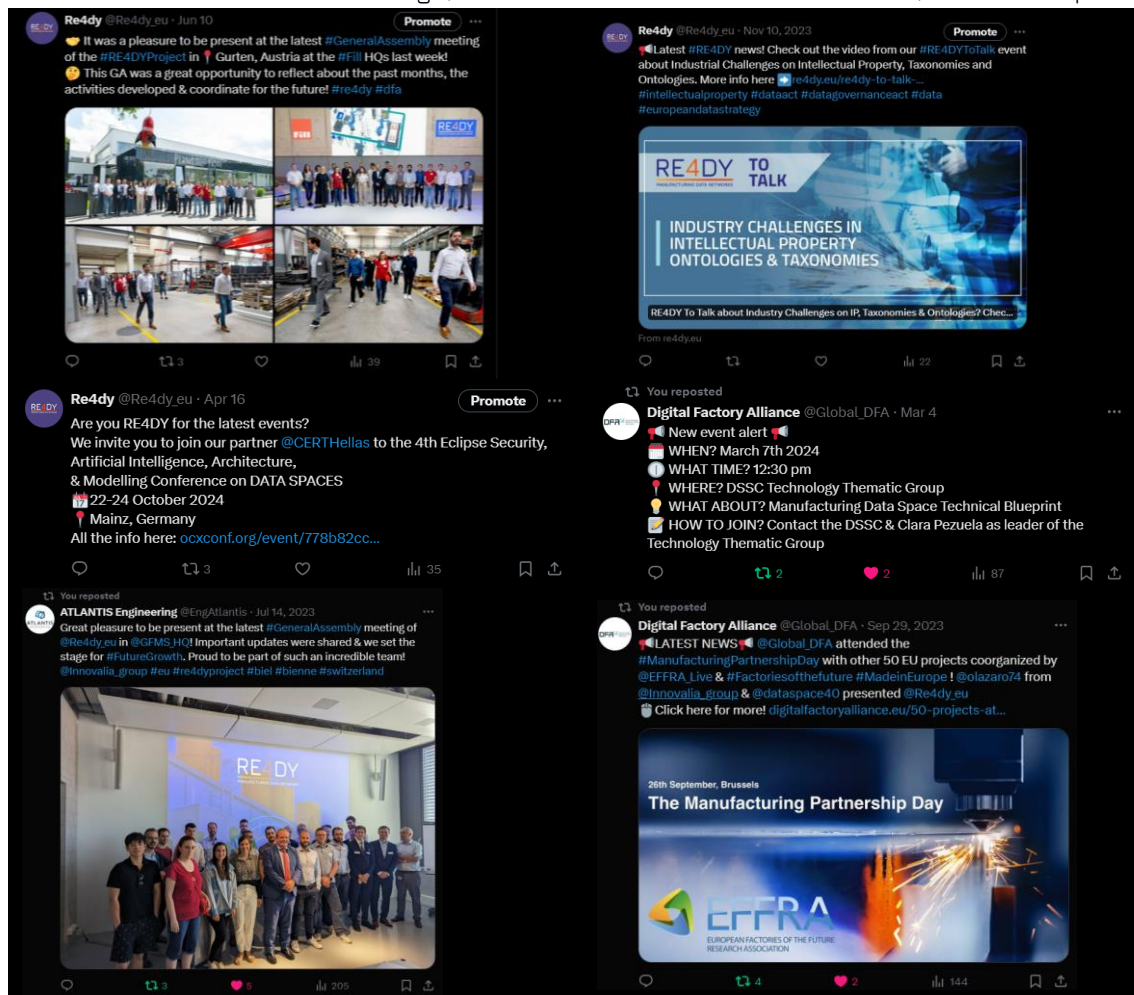 Re4dy @Re4dy_eu · Jun 10
Promote
🤝 It was a pleasure to be present at the latest #GeneralAssembly meeting
of the #RE4DYProject in 📍 Gurten, Austria at the #Fill HQs last week!
🤔 This GA was a great opportunity to reflect about the past months, the
activities developed & coordinate for the future! #re4dy #dfa
fill
RE4DY
3
39
Re4dy @Re4dy_eu · Nov 10, 2023
Promote
📢Latest #RE4DY news! Check out the video from our #RE4DYToTalk event
about Industrial Challenges on Intellectual Property, Taxonomies and
Ontologies. More info here ➡️re4dy.eu/re4dy-to-talk-...
#intellectualproperty #dataact #datagovernanceact #data
#europeandatastrategy
RE4DY TO
MANUFACTURING DATA NETWORKS TALK
INDUSTRY CHALLENGES IN
INTELLECTUAL PROPERTY
ONTOLOGIES & TAXONOMIES
RE4DY To Talk about Industry Challenges on IP, Taxonomies & Ontologies? Chec...
From re4dy.eu
22
RE4DY
Re4dy @Re4dy_eu · Apr 16
Promote
Are you RE4DY for the latest events?
We invite you to join our partner @CERTHellas to the 4th Eclipse Security,
Artificial Intelligence, Architecture,
& Modelling Conference on DATA SPACES
📅22-24 October 2024
📍Mainz, Germany
All the info here: ocxconf.org/event/778b82cc...
3
35
You reposted
DFA
Digital Factory Alliance @Global_DFA · Mar 4
📢 New event alert 📢
🗓️ WHEN? March 7th 2024
🕧 WHAT TIME? 12:30 pm
📍 WHERE? DSSC Technology Thematic Group
💡 WHAT ABOUT? Manufacturing Data Space Technical Blueprint
📝 HOW TO JOIN? Contact the DSSC & Clara Pezuela as leader of the
Technology Thematic Group
2
2
87
You reposted
ATLANTIS
ATLANTIS Engineering @EngAtlantis · Jul 14, 2023
Great pleasure to be present at the latest #GeneralAssembly meeting of
@Re4dy_eu in @GFMS_HQ! Important updates were shared & we set the
stage for #FutureGrowth. Proud to be part of such an incredible team!
@Innovalia_group #eu #re4dyproject #biel #bienne #switzerland
RE4DY
3
5
205
You reposted
DFA
Digital Factory Alliance @Global_DFA · Sep 29, 2023
📢LATEST NEWS📢 @Global_DFA attended the
#ManufacturingPartnershipDay with other 50 EU projects coorganized by
@EFFRA_Live & #Factoriesofthefuture #MadeinEurope ! @olazaro74 from
@Innovalia_group & @dataspace40 presented @Re4dy_eu
🖱️Click here for more! digitalfactoryalliance.eu/50-projects-at...
26th September, Brussels
The Manufacturing Partnership Day
EFFRA
EUROPEAN FACTORIES OF THE FUTURE
RESEARCH ASSOCIATION
4
2
144